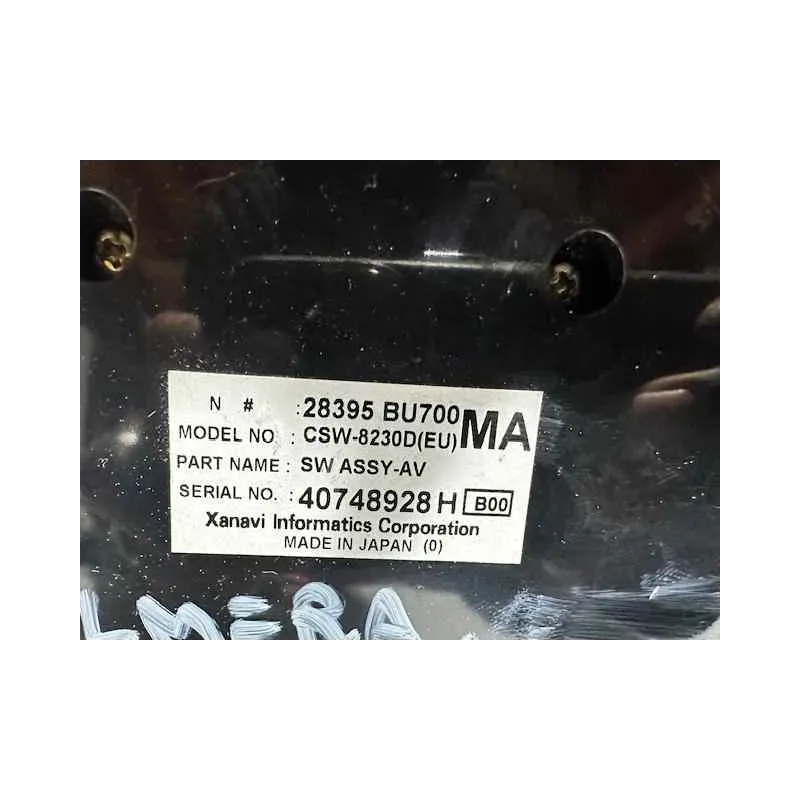 N # : 28395 BU700 MA
MODEL NO : CSW-8230D(EU)
PART NAME : SW ASSY-AV
SERIAL NO. : 40748928 H B00
Xanavi Informatics Corporation
MADE IN JAPAN (0)